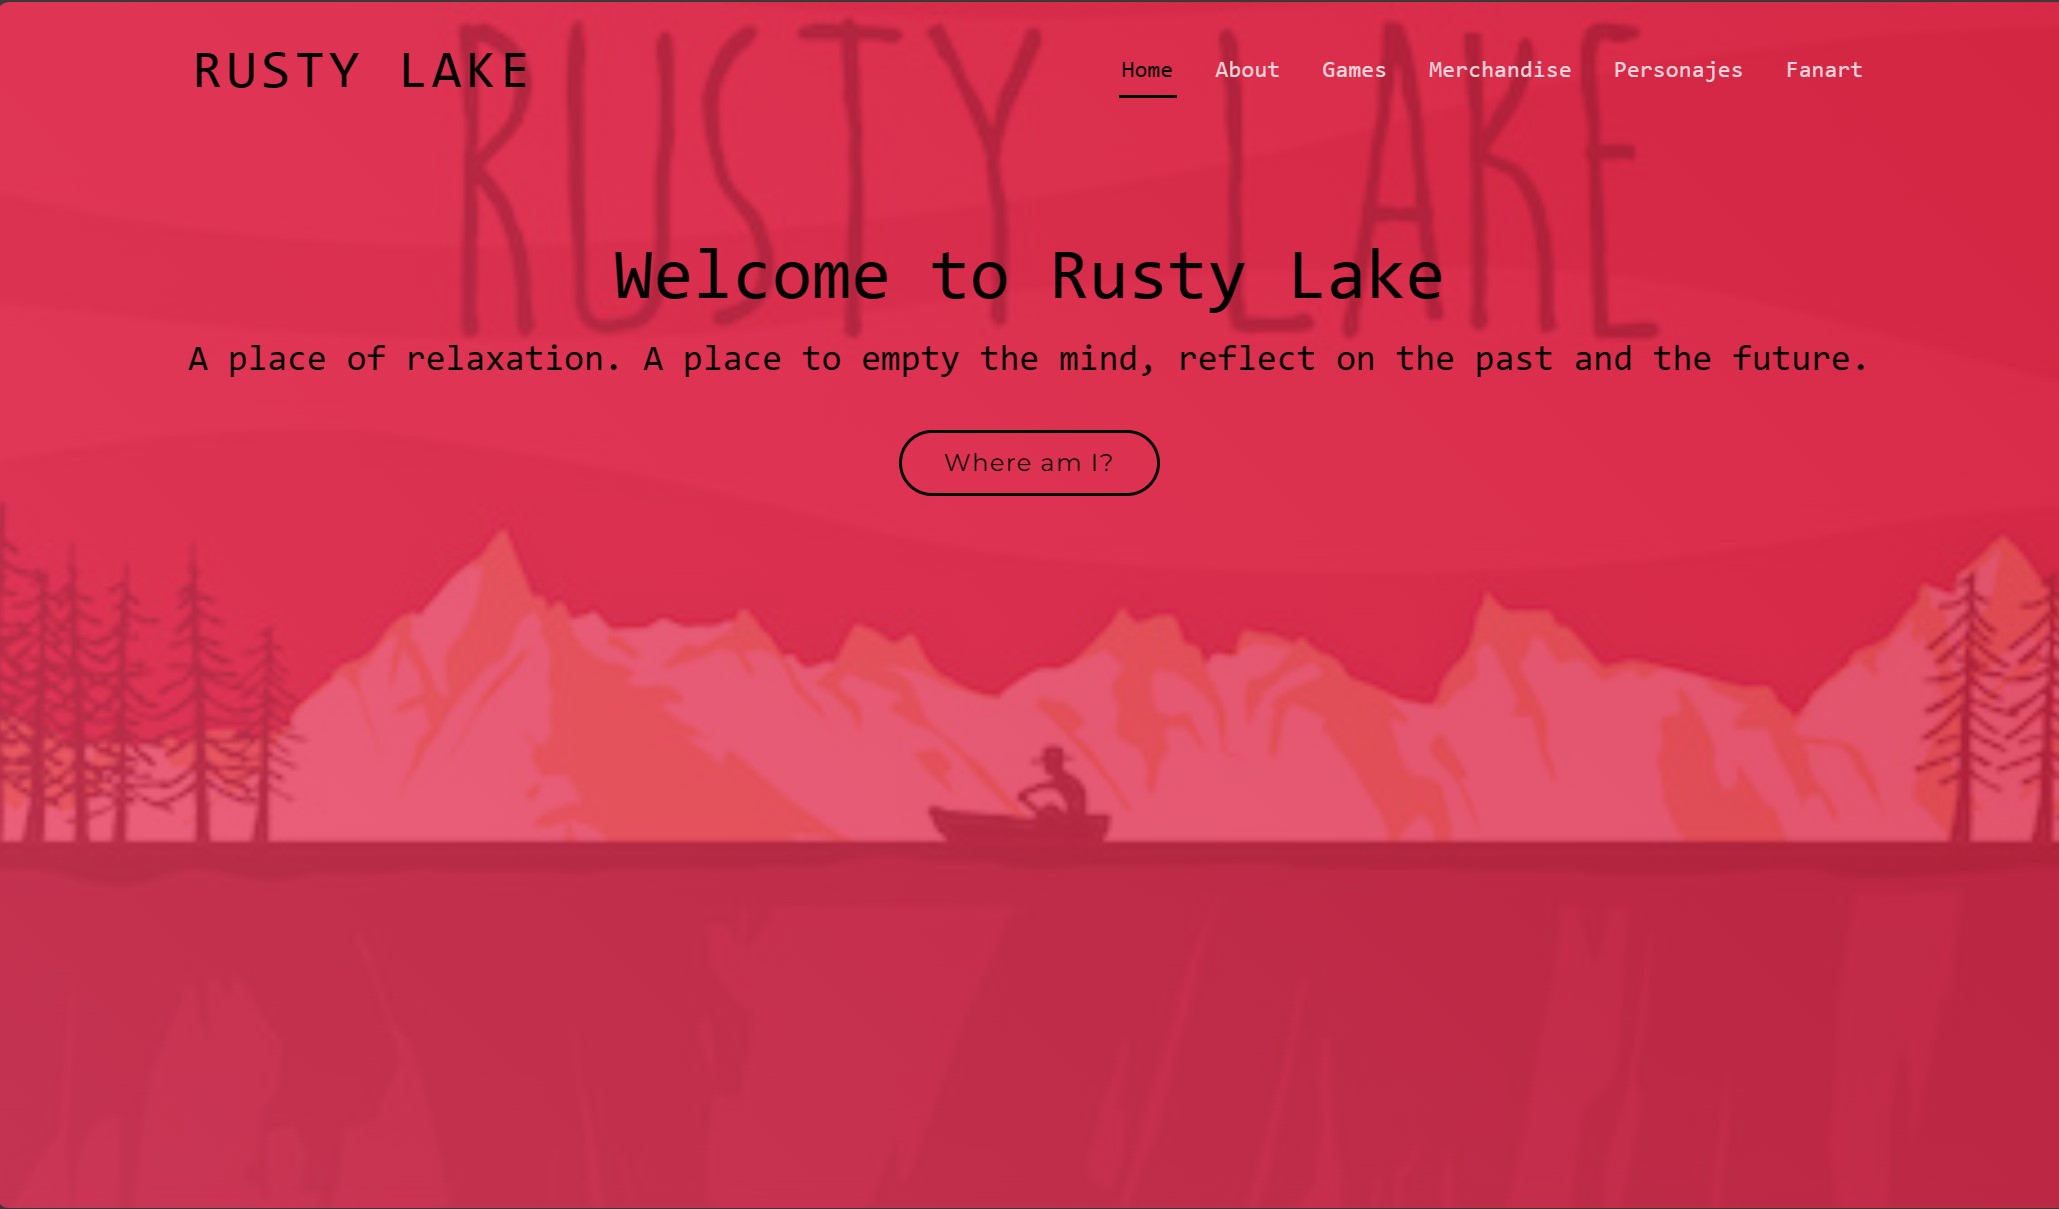 RUSTY LAKE
Home About Games Merchandise Personajes Fanart
RUSTY LAKE
Welcome to Rusty Lake
A place of relaxation. A place to empty the mind, reflect on the past and the future.
Where am I?